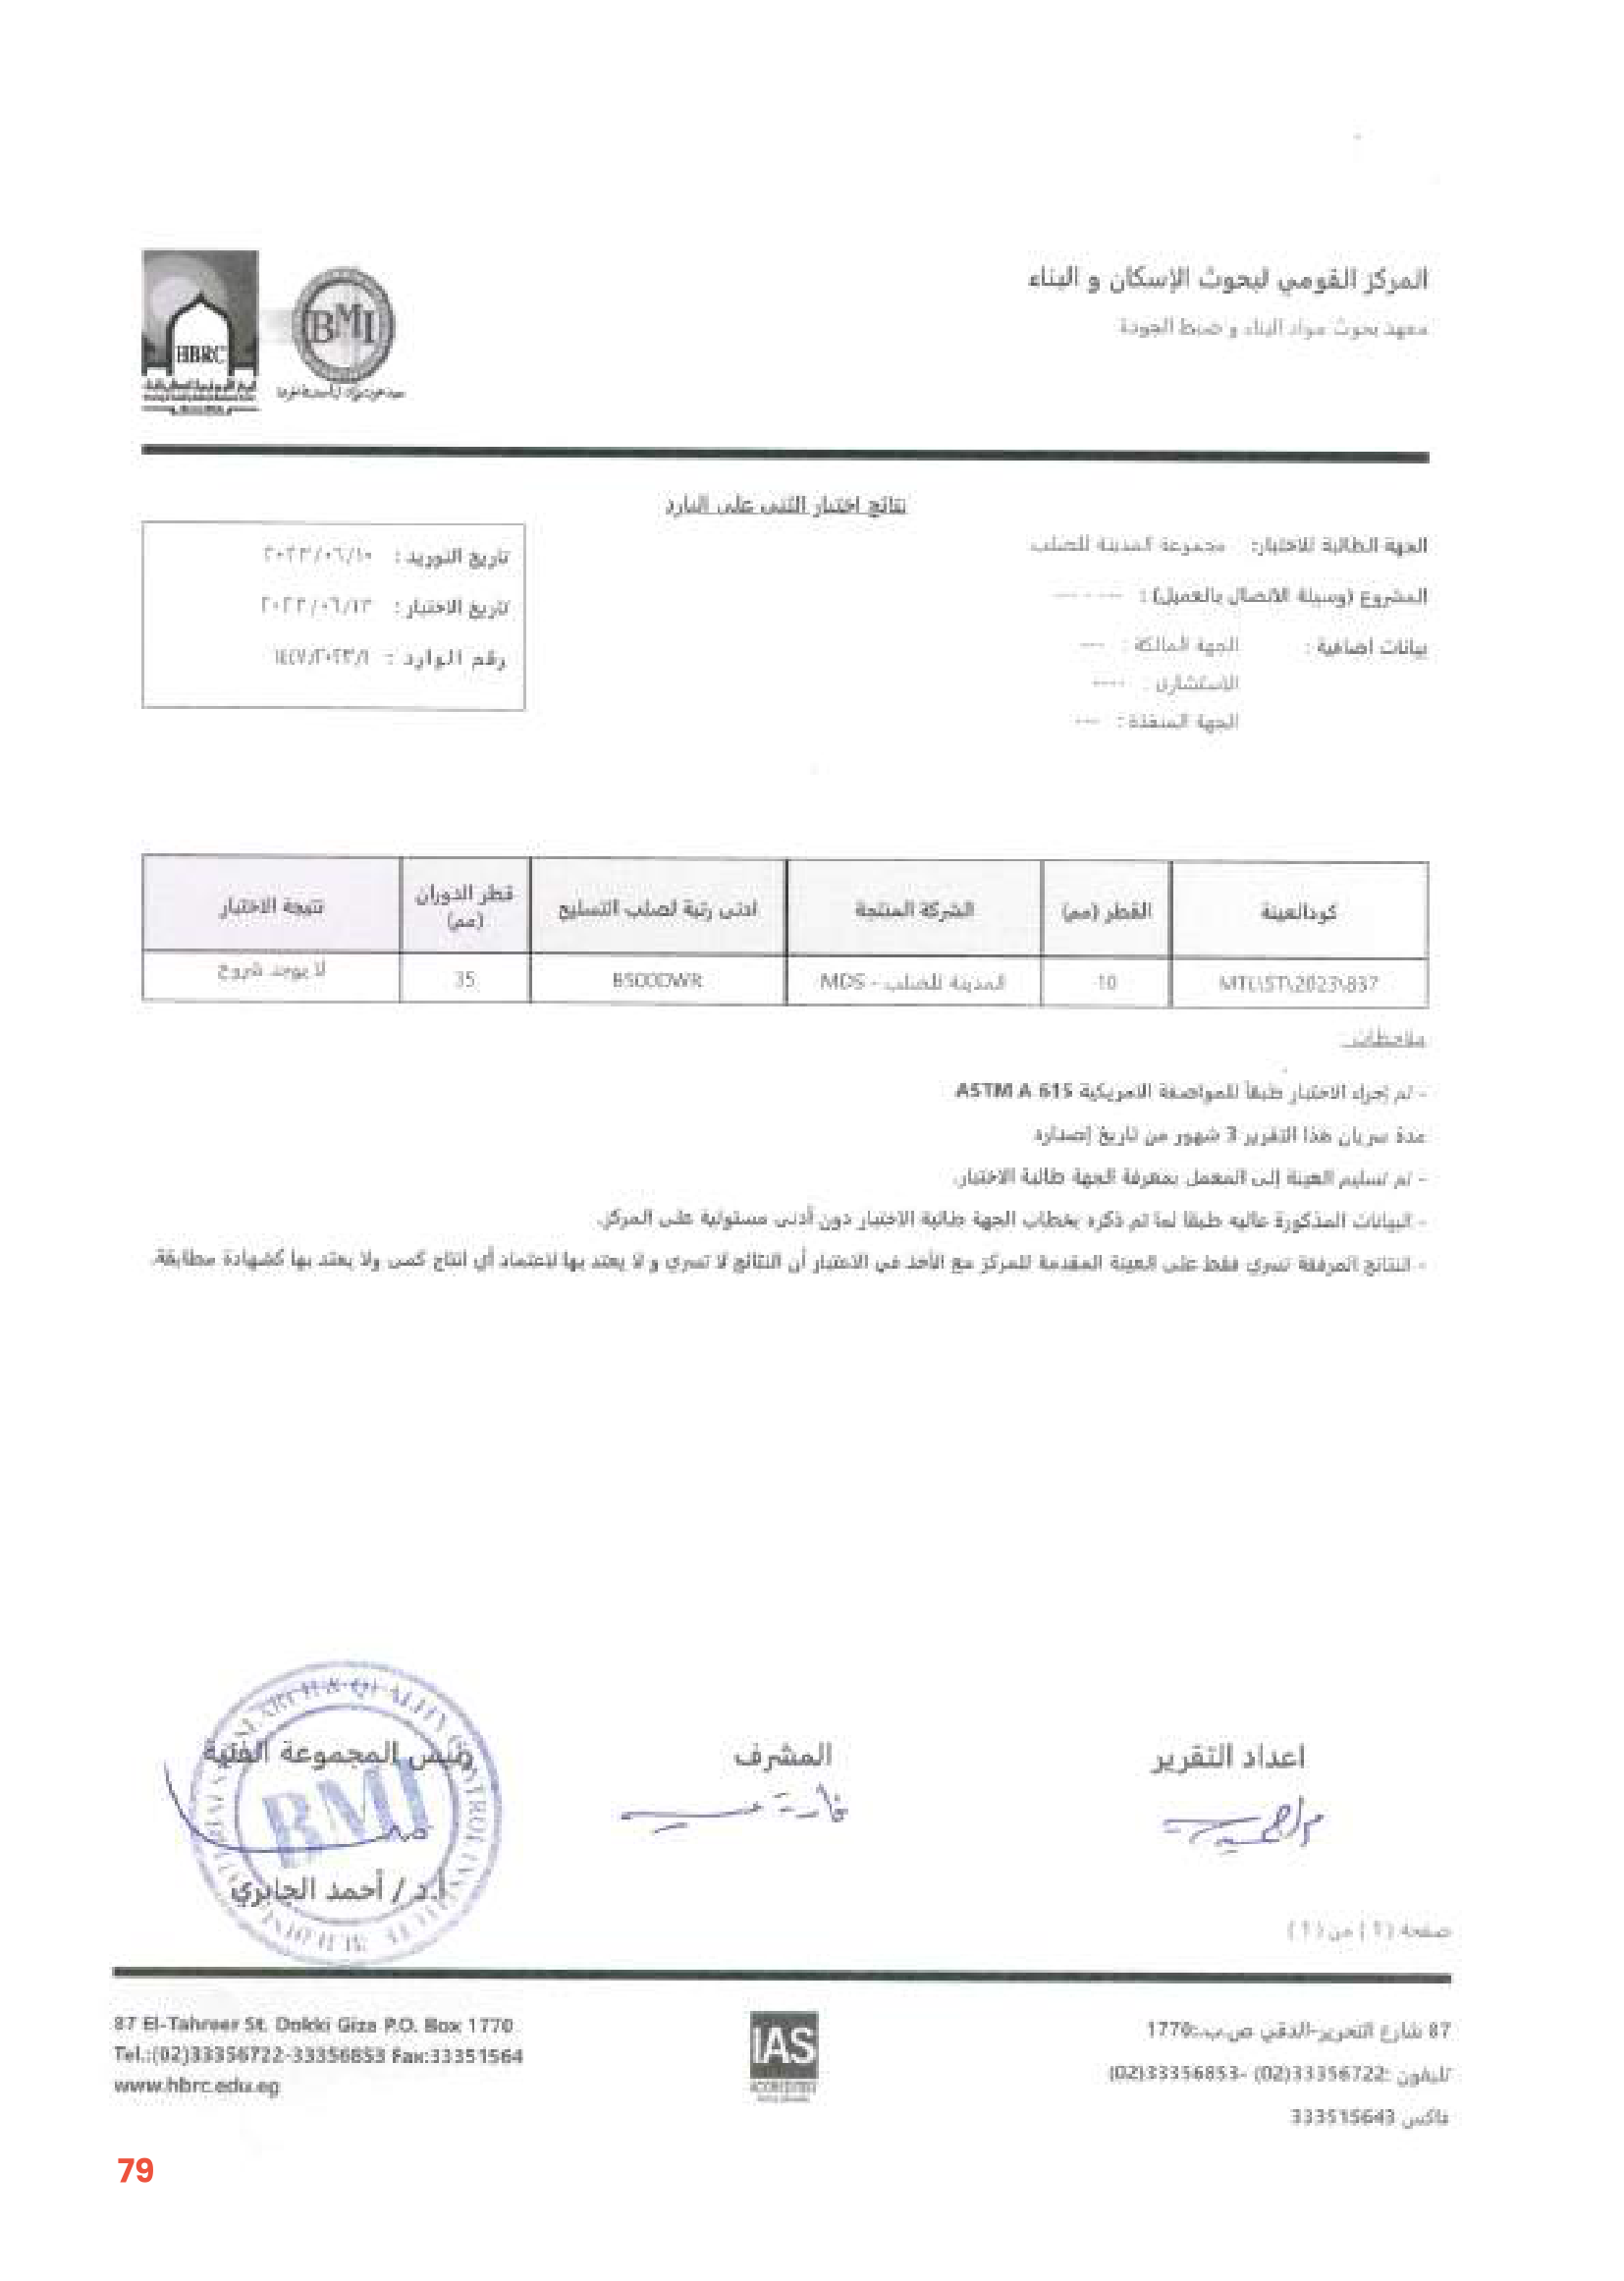 المركز القومي لبحوث الإسكان و البناء
معهد بحوث مواد البناء و ضبط الجودة
HBRC
BMI
نتائج اختبار الثني على البارد
الجهة الطالبة للاختبار: مجموعة المدينة للصلب
المشروع (وسيلة الاتصال بالعميل) : --- - ----
بيانات اضافية : الجهة المالكة : ---
الاستشارى : ----
الجهة المنفذة : ---
تاريخ التوريد : ٢٠٢٣/٠٦/١٠
تاريخ الاختبار : ٢٠٢٣/٠٦/١٣
رقم الوارد :
كودالعينة القطر (مم) الشركة المنتجة ادنى رتبة لصلب التسليح قطر الدوران (مم) نتيجة الاختبار
MTL\ST\2023\837 10 المدينة للصلب - MDS B500DWR 35 لا يوجد شروخ
ملاحظات
- تم إجراء الاختبار طبقاً للمواصفة الامريكية ASTM A 615
مدة سريان هذا التقرير 3 شهور من تاريخ إصداره
- تم تسليم العينة إلى المعمل بمعرفة الجهة طالبة الاختبار.
- البيانات المذكورة عاليه طبقا لما تم ذكره بخطاب الجهة طالبة الاختبار دون أدنى مسئولية على المركز.
- النتائج المرفقة تسرى فقط على العينة المقدمة للمركز مع الأخذ في الاعتبار أن النتائج لا تسري و لا يعتد بها لاعتماد أي انتاج كمى ولا يعتد بها كشهادة مطابقة.
اعداد التقرير
المشرف
رئيس المجموعة الفنية
BMI
أ.د / أحمد الجابري
صفحة (1) من (1)
87 شارع التحرير-الدقي ص.ب.:1770
تليفون :33356722(02) -33356853(02)
فاكس 333515643
IAS
ACCREDITED
87 El-Tahreer St. Dokki Giza P.O. Box 1770
Tel.:(02)33356722-33356853 Fax:33351564
www.hbrc.edu.eg
79